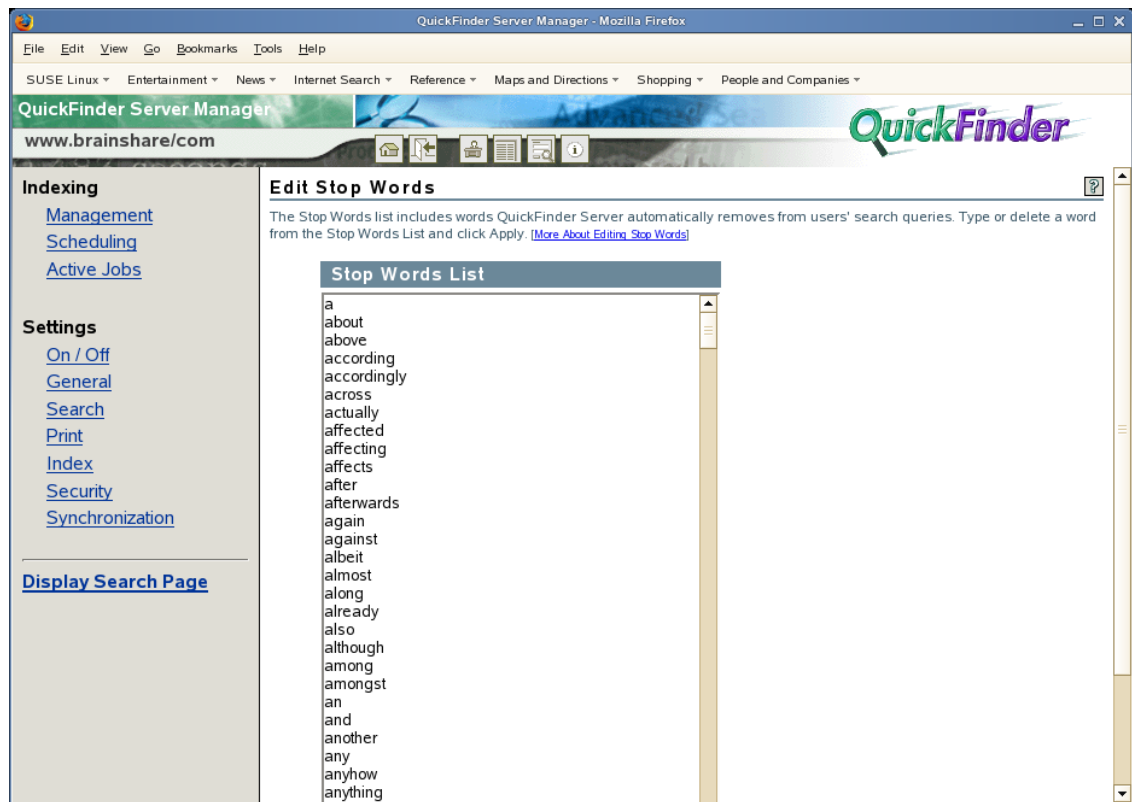 QuickFinder Server Manager - Mozilla Firefox
File Edit View Go Bookmarks Tools Help
SUSE Linux Entertainment News Internet Search Reference Maps and Directions Shopping People and Companies
QuickFinder Server Manager
www.brainshare/com
QuickFinder
Indexing
Management
Scheduling
Active Jobs
Settings
On / Off
General
Search
Print
Index
Security
Synchronization
Display Search Page
Edit Stop Words
The Stop Words list includes words QuickFinder Server automatically removes from users' search queries. Type or delete a word
from the Stop Words List and click Apply. [More About Editing Stop Words]
Stop Words List
a
about
above
according
accordingly
across
actually
affected
affecting
affects
after
afterwards
again
against
albeit
almost
along
already
also
although
among
amongst
an
and
another
any
anyhow
anything